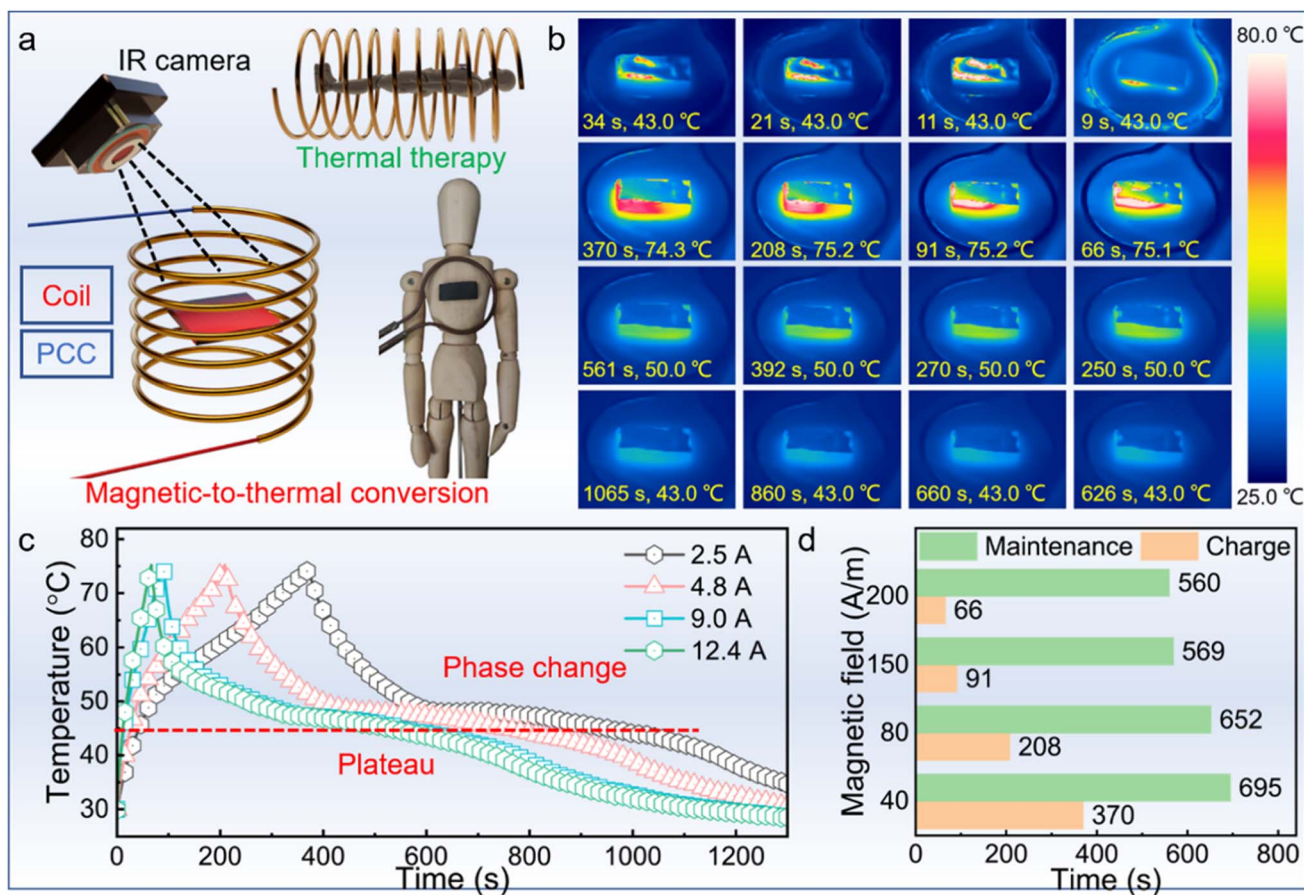 a
IR camera
Thermal therapy
Coil
PCC
Magnetic-to-thermal conversion
b
34 s, 43.0 ℃
21 s, 43.0 ℃
11 s, 43.0 ℃
9 s, 43.0 ℃
370 s, 74.3 ℃
208 s, 75.2 ℃
91 s, 75.2 ℃
66 s, 75.1 ℃
561 s, 50.0 ℃
392 s, 50.0 ℃
270 s, 50.0 ℃
250 s, 50.0 ℃
1065 s, 43.0 ℃
860 s, 43.0 ℃
660 s, 43.0 ℃
626 s, 43.0 ℃
80.0 ℃
25.0 ℃
c
Temperature (°C)
80
70
60
50
40
30
2.5 A
4.8 A
9.0 A
12.4 A
Phase change
Plateau
0
200
400
600
800
1000
1200
Time (s)
d
Magnetic field (A/m)
Maintenance
Charge
200
560
66
150
569
91
80
652
208
40
695
370
0
200
400
600
800
Time (s)